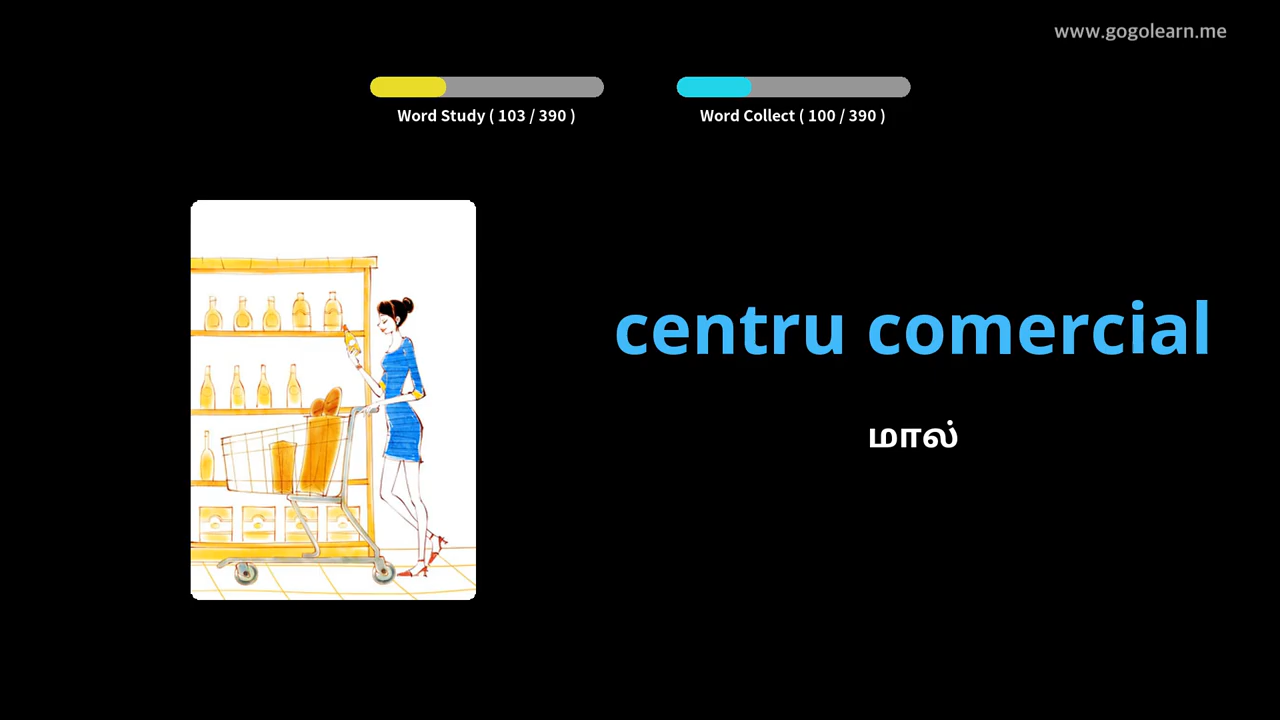 www.gogolearn.me
Word Study ( 103 / 390 )
Word Collect ( 100 / 390 )
centru comercial
மால்